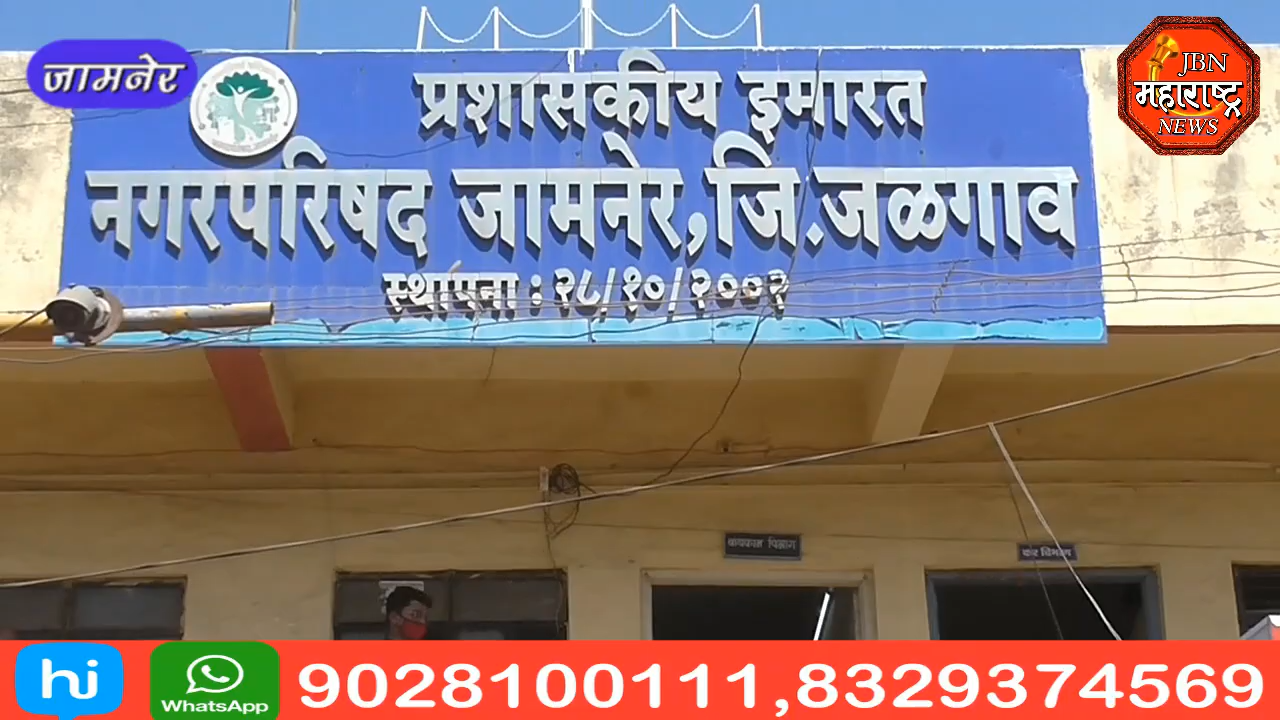 जामनेर
JBN
महाराष्ट्र
NEWS
प्रशासकीय इमारत
नगरपरिषद जामनेर, जि.जळगाव
स्थापना : २८/१०/२००२
कर विभाग
hi
WhatsApp
9028100111,8329374569